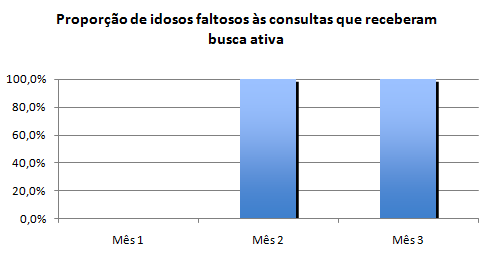 Proporção de idosos faltosos às consultas que receberam
busca ativa
100,0%
80,0%
60,0%
40,0%
20,0%
0,0%
Mês 1 Mês 2 Mês 3